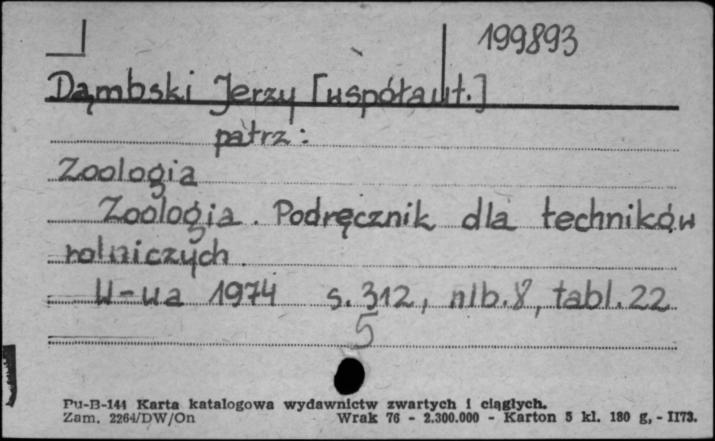 199893
Dąmbski Jerzy [współaut.]
patrz:
Zoologia
Zoologia. Podręcznik dla techników
rolniczych.
W-wa 1974 s. 312, nlb. 8, tabl. 22
5
Pu-B-144 Karta katalogowa wydawnictw zwartych i ciągłych.
Zam. 2264/DW/On Wrak 76 - 2.300.000 - Karton 5 kl. 180 g. - II73.